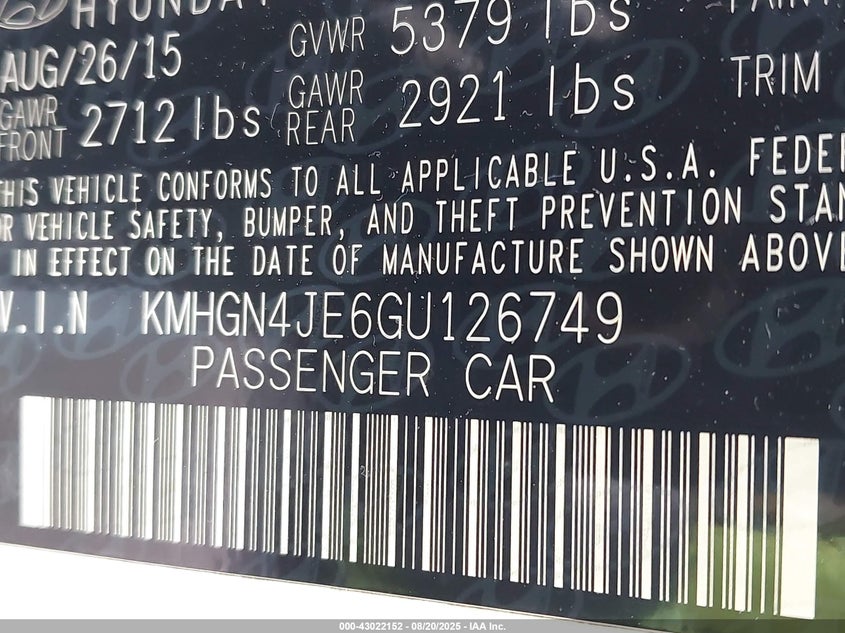 HYUNDAI
AUG/26/15 GVWR 5379 lbs
GAWR FRONT 2712 lbs GAWR REAR 2921 lbs TRIM
THIS VEHICLE CONFORMS TO ALL APPLICABLE U.S.A. FEDER
OR VEHICLE SAFETY, BUMPER, AND THEFT PREVENTION STAN
IN EFFECT ON THE DATE OF MANUFACTURE SHOWN ABOVE
V.I.N KMHGN4JE6GU126749
PASSENGER CAR
000-43022152 - 08/20/2025 - IAA Inc.